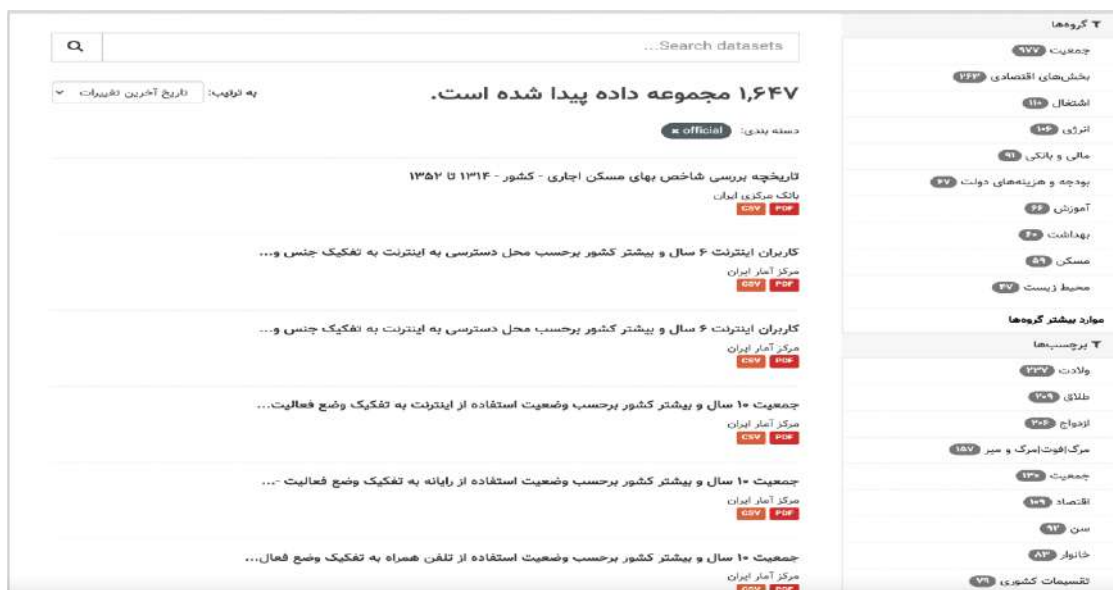 گروه‌ها
جمعیت ۹۷۷
بخش‌های اقتصادی ۲۶۳
اشتغال ۱۱۰
انرژی ۱۰۶
مالی و بانکی ۹۱
بودجه و هزینه‌های دولت ۶۷
آموزش ۶۶
بهداشت ۶۰
مسکن ۵۹
محیط زیست ۴۷
موارد بیشتر گروه‌ها
برچسب‌ها
ولادت ۲۳۷
طلاق ۲۰۹
ازدواج ۲۰۶
مرگ|فوت|مرگ و میر ۱۵۷
جمعیت ۱۳۰
اقتصاد ۱۰۹
سن ۹۲
خانوار ۸۳
تقسیمات کشوری ۷۹
Search datasets...
۱,۶۴۷ مجموعه داده پیدا شده است.
به ترتیب: تاریخ آخرین تغییرات
دسته بندی: official ×
تاریخچه بررسی شاخص بهای مسکن اجاری - کشور - ۱۳۱۴ تا ۱۳۵۲
بانک مرکزی ایران
PDF CSV
کاربران اینترنت ۶ سال و بیشتر کشور برحسب محل دسترسی به اینترنت به تفکیک جنس و...
مرکز آمار ایران
PDF CSV
کاربران اینترنت ۶ سال و بیشتر کشور برحسب محل دسترسی به اینترنت به تفکیک جنس و...
مرکز آمار ایران
PDF CSV
جمعیت ۱۰ سال و بیشتر کشور برحسب وضعیت استفاده از اینترنت به تفکیک وضع فعالیت...
مرکز آمار ایران
PDF CSV
جمعیت ۱۰ سال و بیشتر کشور برحسب وضعیت استفاده از رایانه به تفکیک وضع فعالیت -...
مرکز آمار ایران
PDF CSV
جمعیت ۱۰ سال و بیشتر کشور برحسب وضعیت استفاده از تلفن همراه به تفکیک وضع فعال...
مرکز آمار ایران
PDF CSV